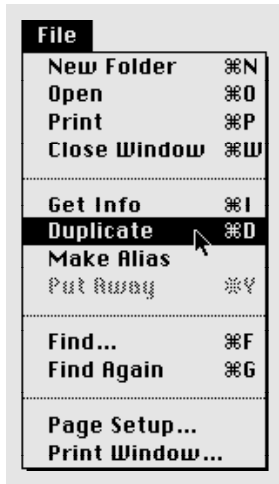 File
New Folder ⌘N
Open ⌘O
Print ⌘P
Close Window ⌘W
Get Info ⌘I
Duplicate ⌘D
Make Alias
Put Away ⌘Y
Find... ⌘F
Find Again ⌘G
Page Setup...
Print Window...